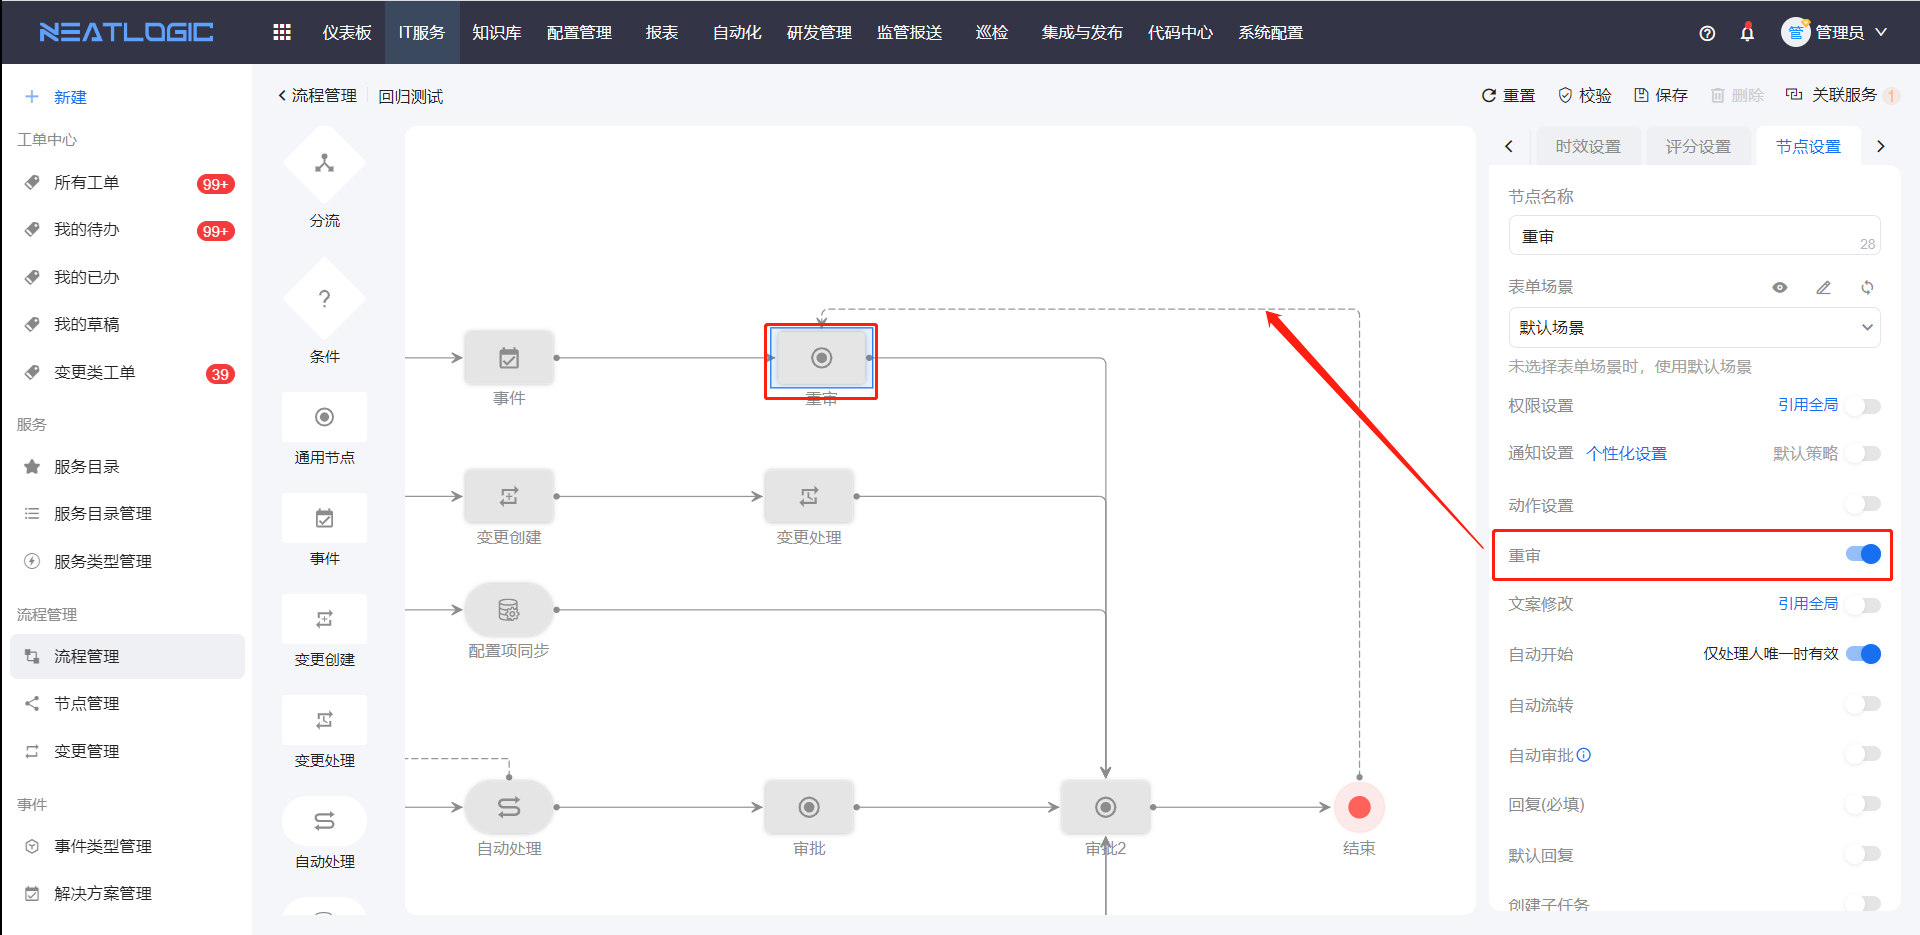 NEATLOGIC
仪表板
IT服务
知识库
配置管理
报表
自动化
研发管理
监管报送
巡检
集成与发布
代码中心
系统配置
管
管理员
新建
工单中心
所有工单
99+
我的待办
99+
我的已办
我的草稿
变更类工单
39
服务
服务目录
服务目录管理
服务类型管理
流程管理
流程管理
节点管理
变更管理
事件
事件类型管理
解决方案管理
流程管理
回归测试
重置
校验
保存
删除
关联服务
1
分流
条件
通用节点
事件
变更创建
变更处理
自动处理
事件
重审
变更创建
变更处理
配置项同步
自动处理
审批
审批2
结束
时效设置
评分设置
节点设置
节点名称
重审
28
表单场景
默认场景
未选择表单场景时，使用默认场景
权限设置
引用全局
通知设置
个性化设置
默认策略
动作设置
重审
文案修改
引用全局
自动开始
仅处理人唯一时有效
自动流转
自动审批
回复(必填)
默认回复
创建子任务